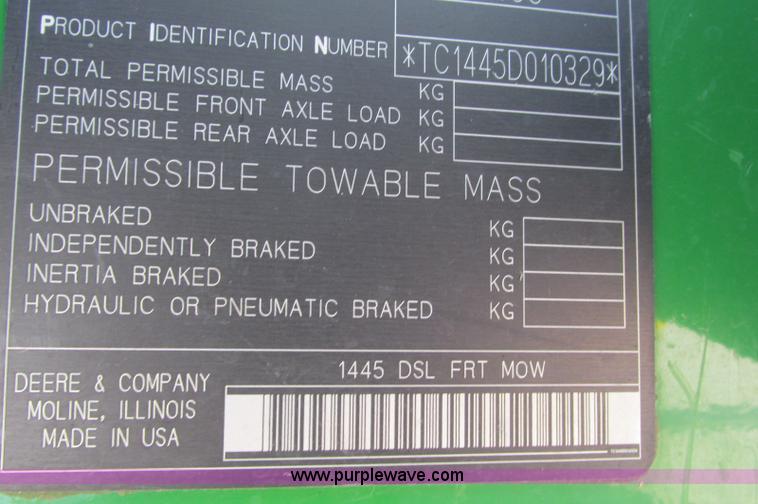 PRODUCT IDENTIFICATION NUMBER *TC1445D010329*
TOTAL PERMISSIBLE MASS KG
PERMISSIBLE FRONT AXLE LOAD KG
PERMISSIBLE REAR AXLE LOAD KG
PERMISSIBLE TOWABLE MASS
UNBRAKED KG
INDEPENDENTLY BRAKED KG
INERTIA BRAKED KG
HYDRAULIC OR PNEUMATIC BRAKED KG
1445 DSL FRT MOW
DEERE & COMPANY
MOLINE, ILLINOIS
MADE IN USA
www.purplewave.com